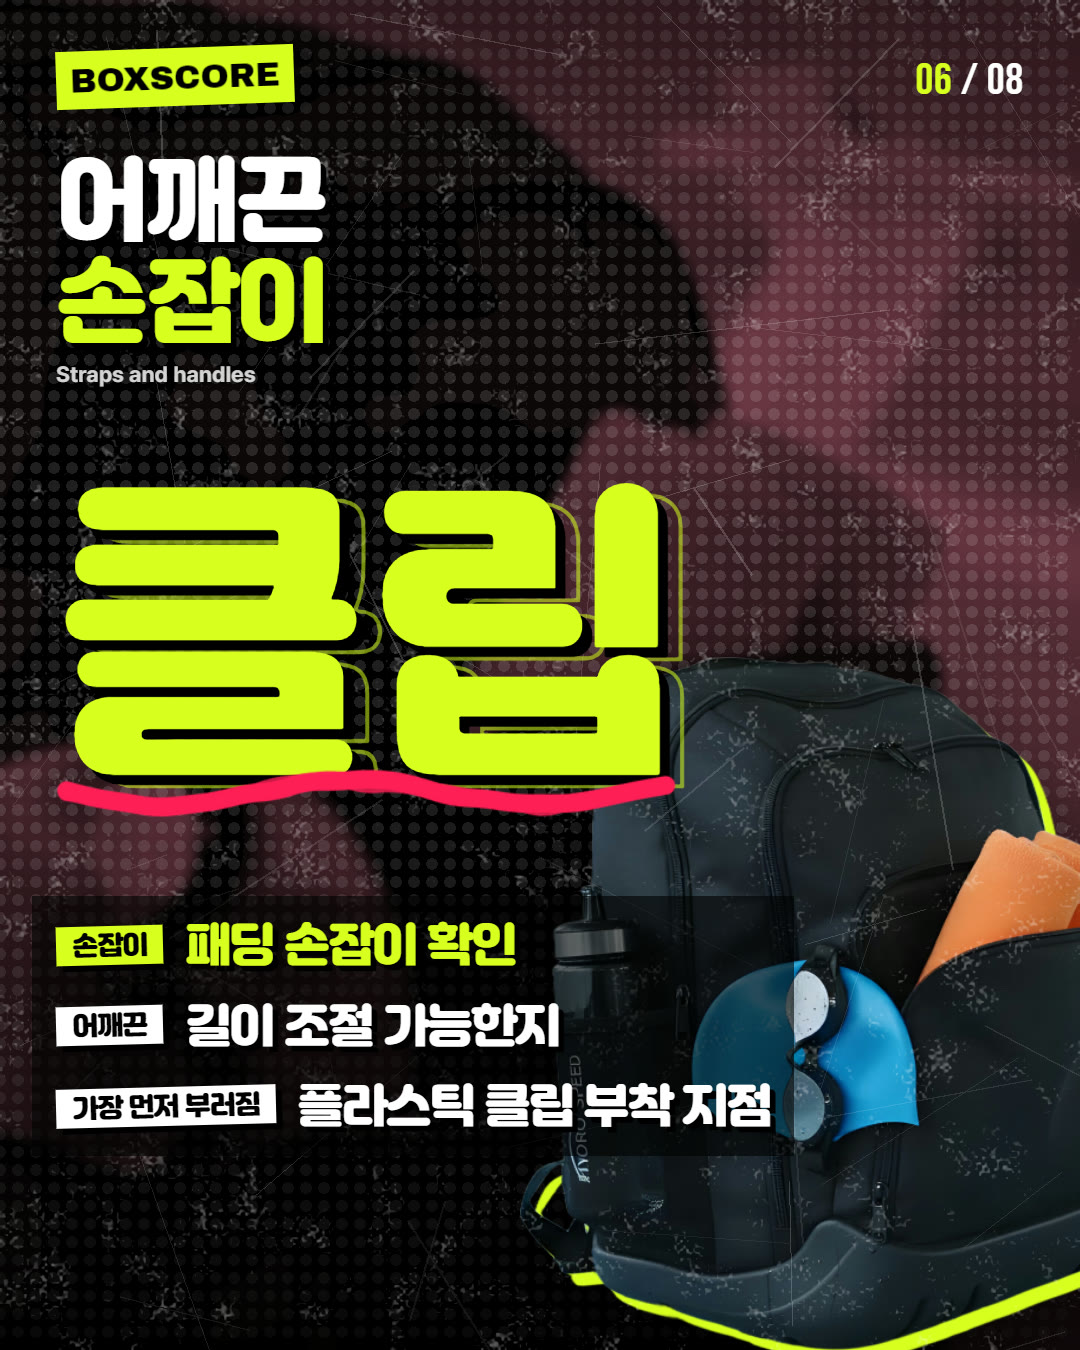 BOXSCORE
06 / 08
어깨끈
손잡이
Straps and handles
클립
손잡이 패딩 손잡이 확인
어깨끈 길이 조절 가능한지
가장 먼저 부러짐 플라스틱 클립 부착 지점